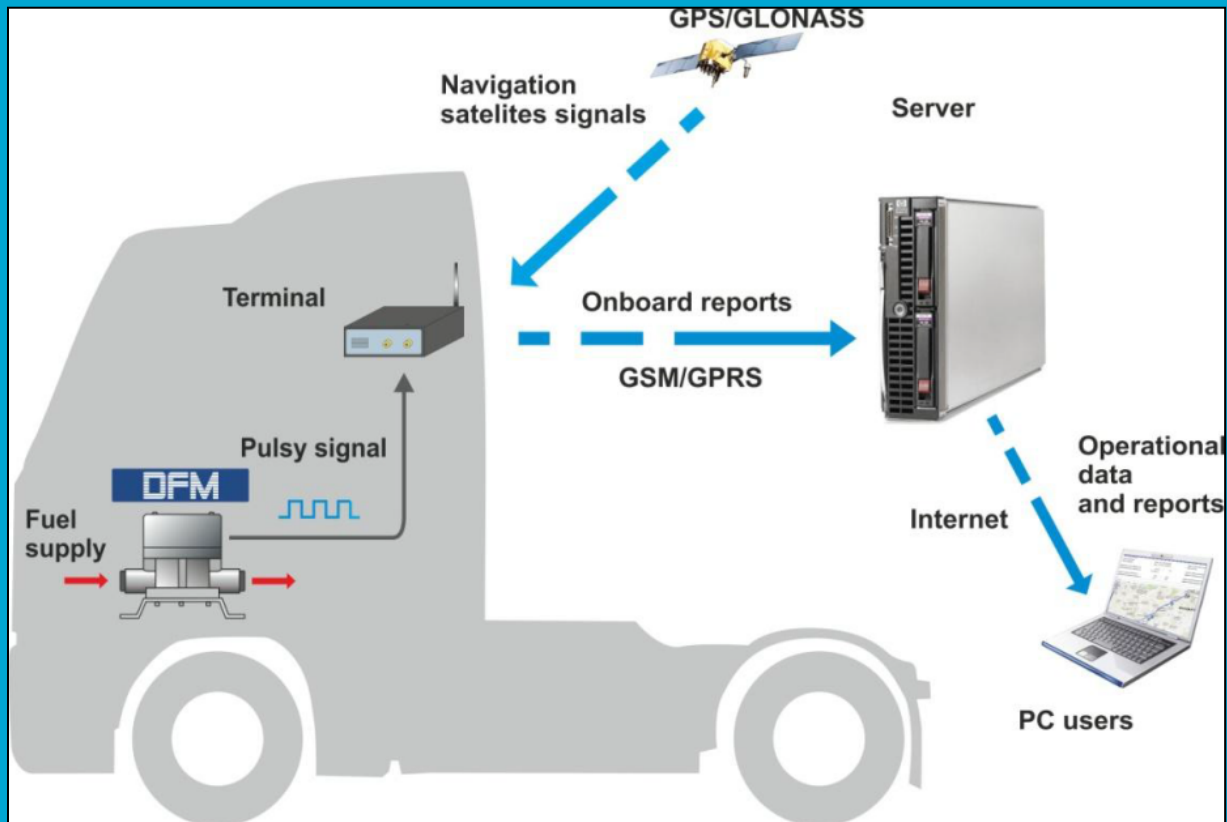 GPS/GLONASS
Navigation
satelites signals
Server
Terminal
Onboard reports
GSM/GPRS
Pulsy signal
DFM
Fuel
supply
Operational
data
and reports
Internet
PC users